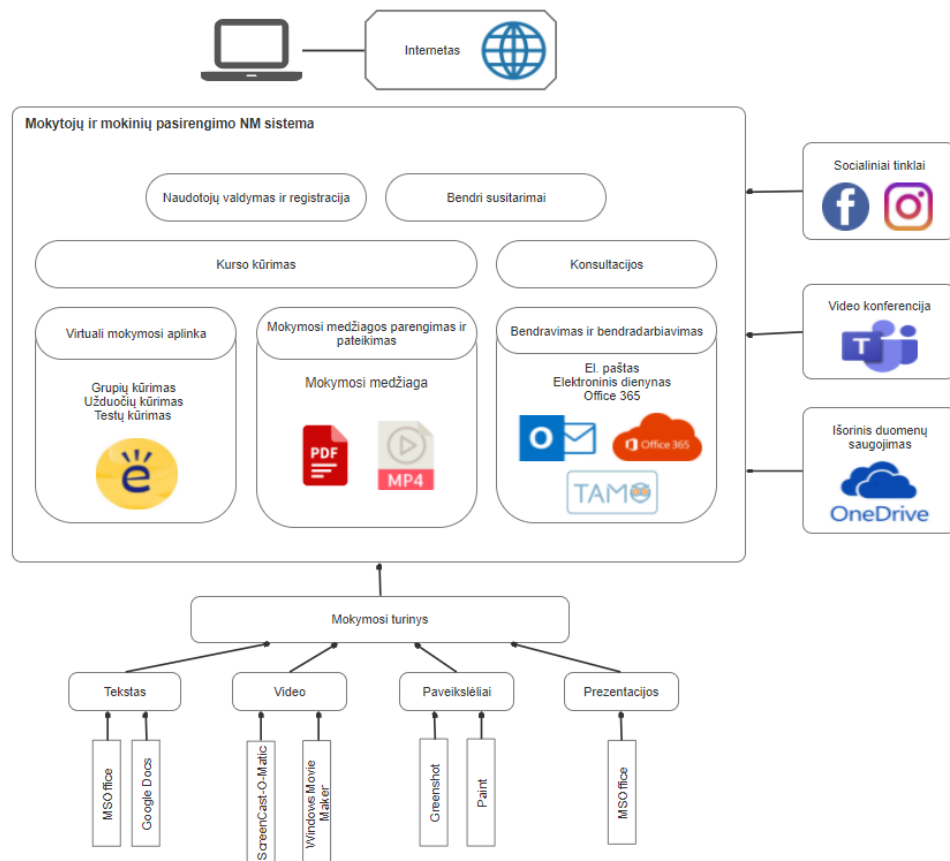 Internetas
Mokytojų ir mokinių pasirengimo NM sistema
Naudotojų valdymas ir registracija
Bendri susitarimai
Kurso kūrimas
Konsultacijos
Virtuali mokymosi aplinka
Grupių kūrimas
Užduočių kūrimas
Testų kūrimas
ė
Mokymosi medžiagos parengimas ir
pateikimas
Mokymosi medžiaga
PDF
MP4
Bendravimas ir bendradarbiavimas
El. paštas
Elektroninis dienynas
Office 365
O
Office 365
TAMO
Socialiniai tinklai
f
Video konferencija
T
Išorinis duomenų
saugojimas
OneDrive
Mokymosi turinys
Tekstas
Video
Paveikslėliai
Prezentacijos
MSOffice
Google Docs
ScreenCast-O-Matic
Windows Movie
Maker
Greenshot
Paint
MSOffice